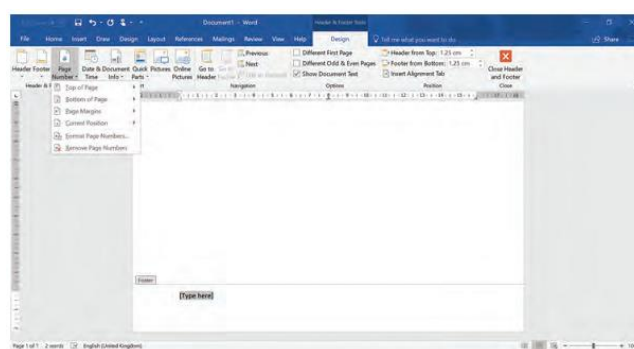 Document1 - Word
Header & Footer Tools
File Home Insert Draw Design Layout References Mailings Review View Help Design Tell me what you want to do
Share
Header Footer Page Number Date & Time Document Info Quick Parts Pictures Online Pictures Go to Header
Previous
Next
Different First Page
Different Odd & Even Pages
Show Document Text
Header from Top: 1.25 cm
Footer from Bottom: 1.25 cm
Insert Alignment Tab
Close Header and Footer
Navigation Options Position Close
Top of Page
Bottom of Page
Page Margins
Current Position
Format Page Numbers...
Remove Page Numbers
Footer
[Type here]
Page 1 of 1 2 words English (United Kingdom)